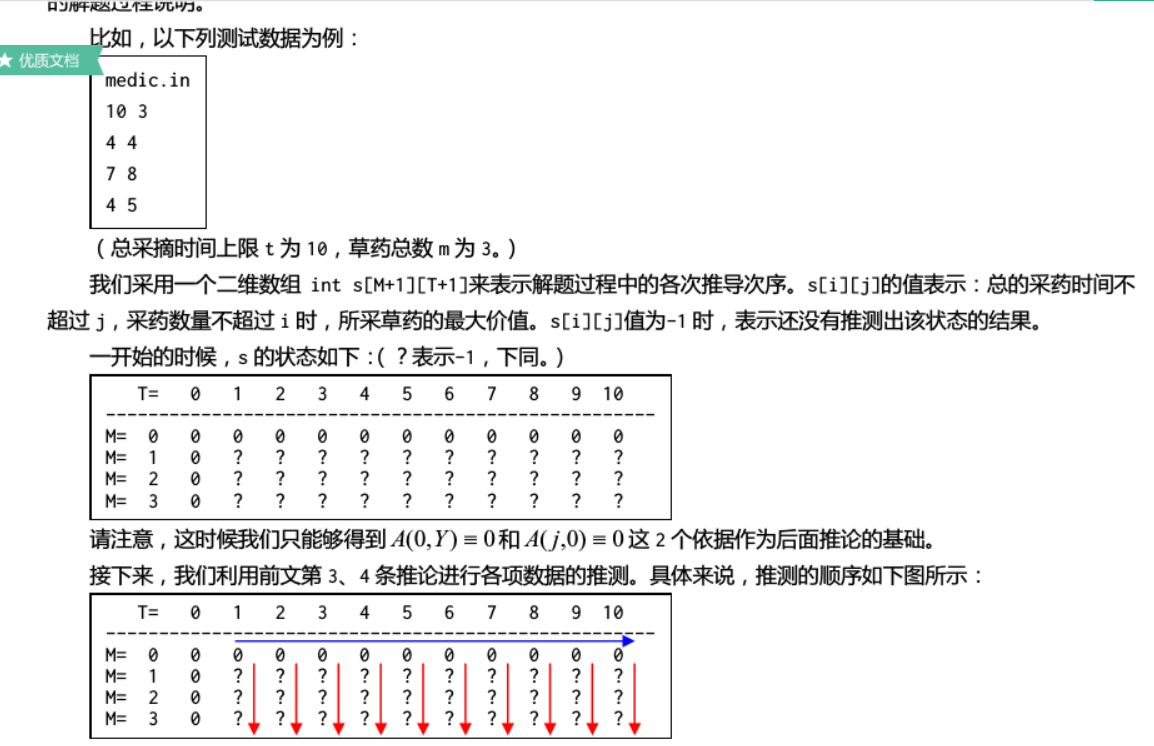 的解题过程说明。
比如，以下列测试数据为例：
优质文档
medic.in
10 3
4 4
7 8
4 5
（总采摘时间上限 t 为 10，草药总数 m 为 3。）
我们采用一个二维数组 int s[M+1][T+1]来表示解题过程中的各次推导次序。s[i][j]的值表示：总的采药时间不
超过 j，采药数量不超过 i 时，所采草药的最大价值。s[i][j]值为-1 时，表示还没有推测出该状态的结果。
一开始的时候，s 的状态如下：（ ？表示-1，下同。）
T= 0 1 2 3 4 5 6 7 8 9 10
-----------------------------------------------------
M= 0 0 0 0 0 0 0 0 0 0 0 0
M= 1 0 ? ? ? ? ? ? ? ? ? ?
M= 2 0 ? ? ? ? ? ? ? ? ? ?
M= 3 0 ? ? ? ? ? ? ? ? ? ?
请注意，这时候我们只能够得到 A(0,Y) ≡ 0 和 A(j,0) ≡ 0 这 2 个依据作为后面推论的基础。
接下来，我们利用前文第 3、4 条推论进行各项数据的推测。具体来说，推测的顺序如下图所示：
T= 0 1 2 3 4 5 6 7 8 9 10
-----------------------------------------------------
M= 0 0 0 0 0 0 0 0 0 0 0 0
M= 1 0 ? ? ? ? ? ? ? ? ? ?
M= 2 0 ? ? ? ? ? ? ? ? ? ?
M= 3 0 ? ? ? ? ? ? ? ? ? ?